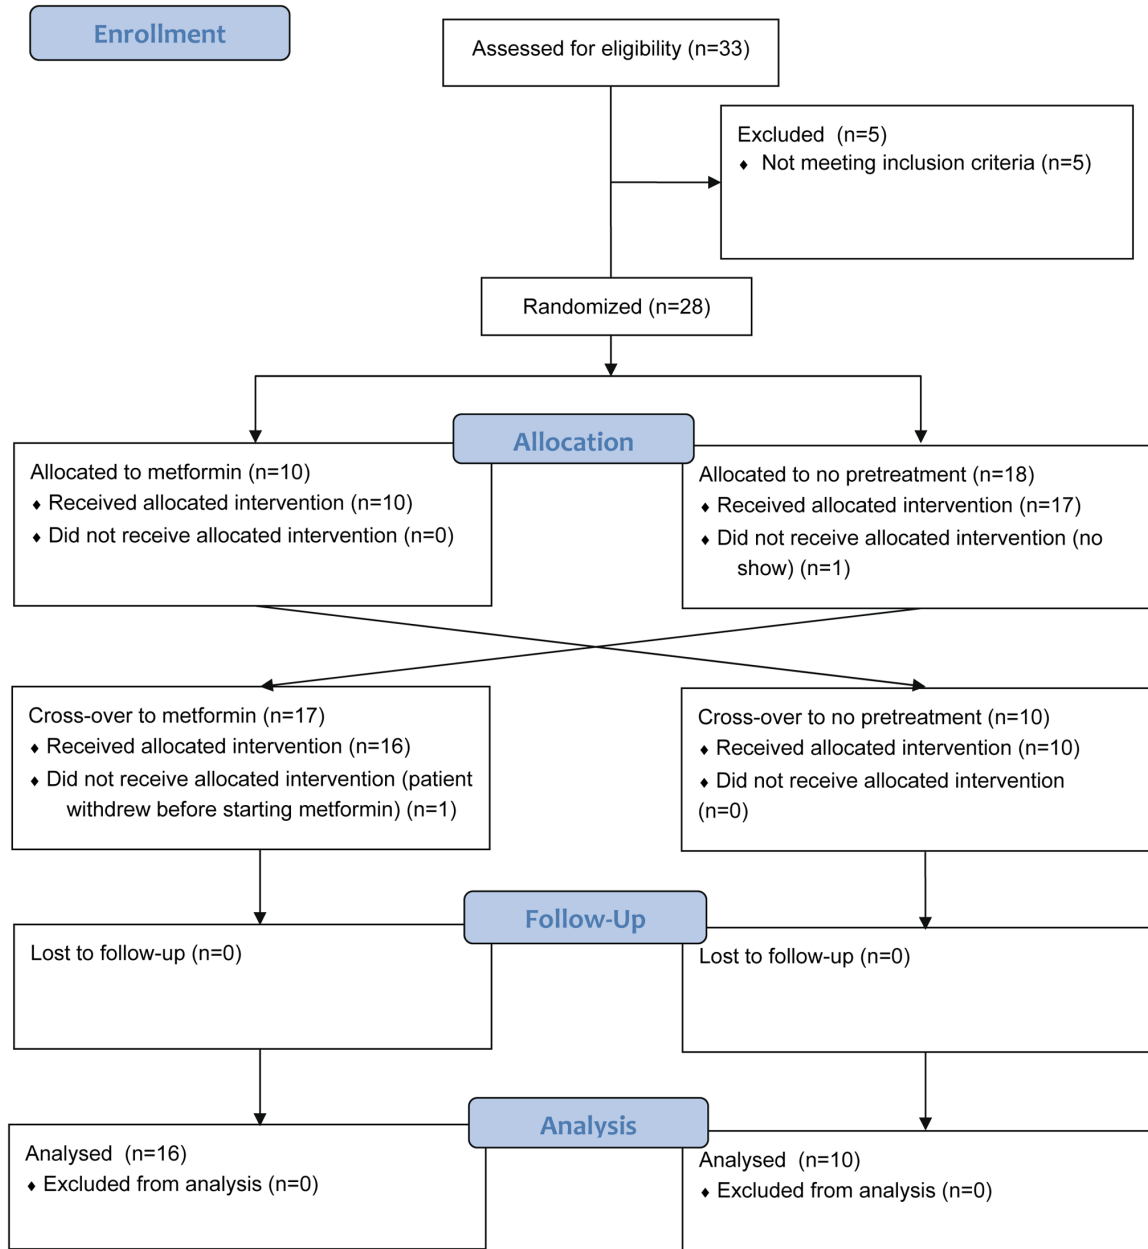 Enrollment
Assessed for eligibility (n=33)
Excluded (n=5)
♦ Not meeting inclusion criteria (n=5)
Randomized (n=28)
Allocation
Allocated to metformin (n=10)
♦ Received allocated intervention (n=10)
♦ Did not receive allocated intervention (n=0)
Allocated to no pretreatment (n=18)
♦ Received allocated intervention (n=17)
♦ Did not receive allocated intervention (no
show) (n=1)
Cross-over to metformin (n=17)
♦ Received allocated intervention (n=16)
♦ Did not receive allocated intervention (patient
withdrew before starting metformin) (n=1)
Cross-over to no pretreatment (n=10)
♦ Received allocated intervention (n=10)
♦ Did not receive allocated intervention
(n=0)
Follow-Up
Lost to follow-up (n=0)
Lost to follow-up (n=0)
Analysis
Analysed (n=16)
♦ Excluded from analysis (n=0)
Analysed (n=10)
♦ Excluded from analysis (n=0)